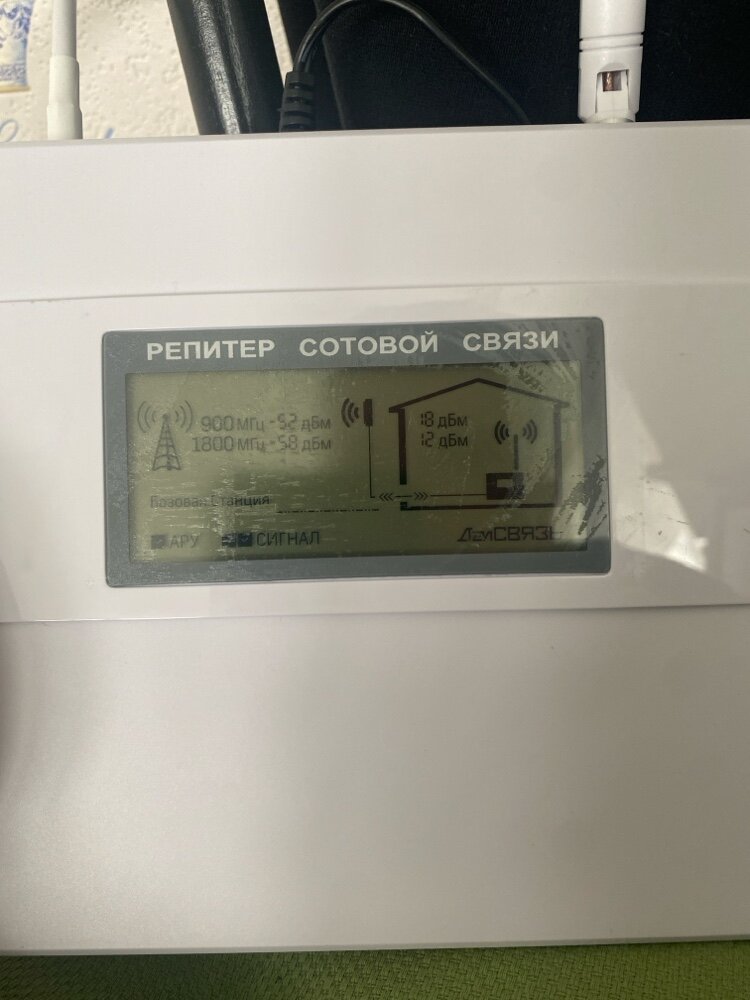 РЕПИТЕР СОТОВОЙ СВЯЗИ
900 МГц -52 дБм 18 дБм
1800 МГц -58 дБм 12 дБм
Базовая Станция
АРУ СИГНАЛ ДомСВЯЗЬ